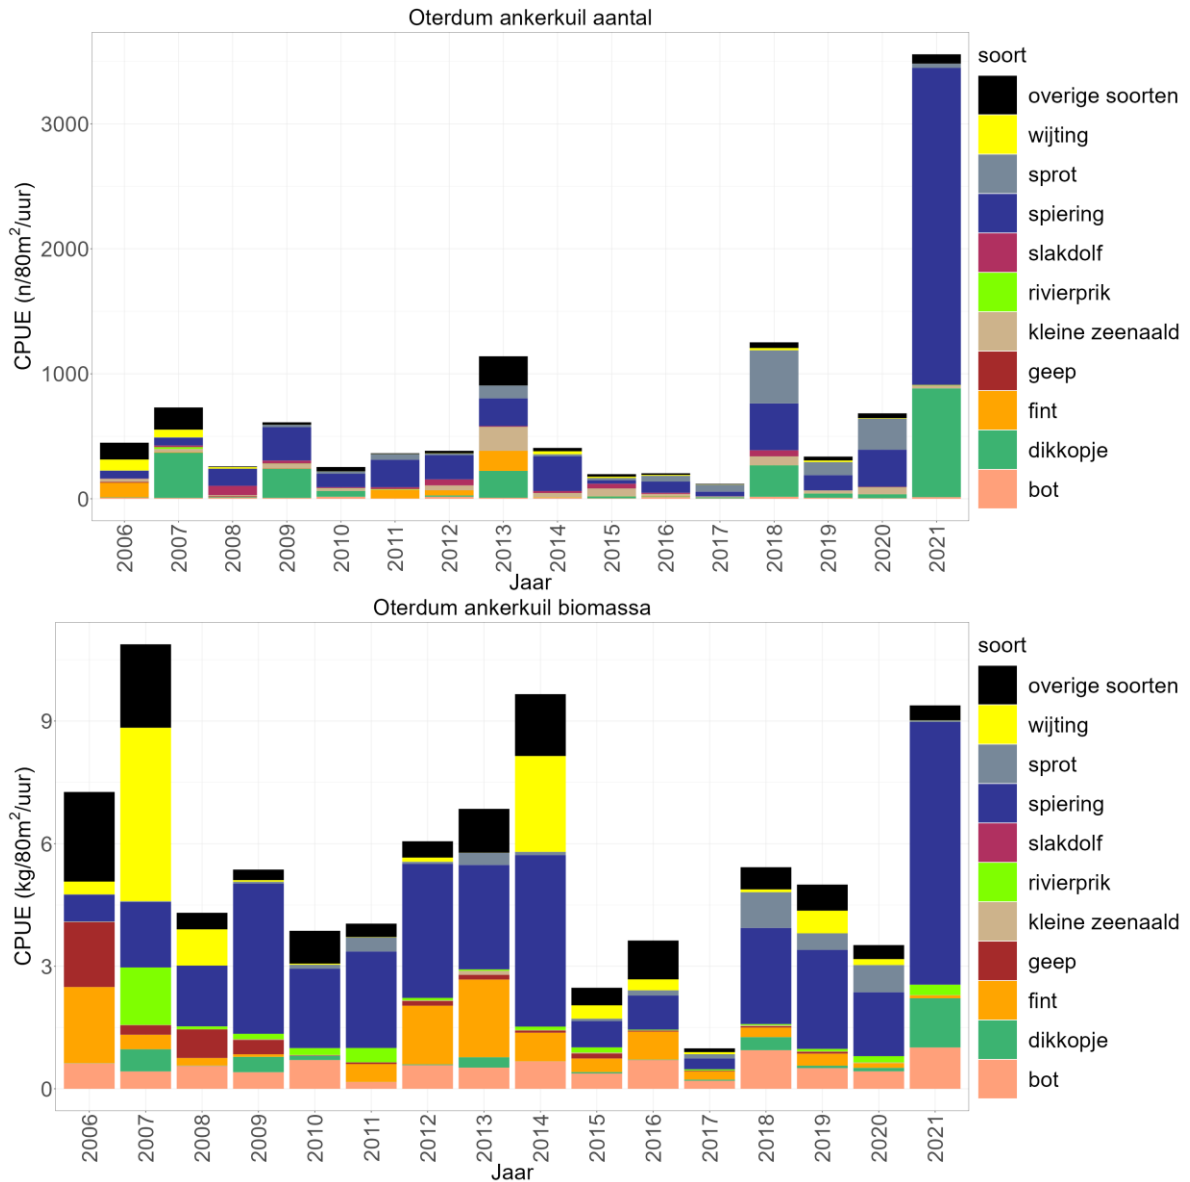 Oterdum ankerkuil aantal
CPUE (n/80m²/uur)
3000
2000
1000
0
2006 2007 2008 2009 2010 2011 2012 2013 2014 2015 2016 2017 2018 2019 2020 2021
Jaar
soort
overige soorten
wijting
sprot
spiering
slakdolf
rivierprik
kleine zeenaald
geep
fint
dikkopje
bot
Oterdum ankerkuil biomassa
CPUE (kg/80m²/uur)
9
6
3
0
2006 2007 2008 2009 2010 2011 2012 2013 2014 2015 2016 2017 2018 2019 2020 2021
Jaar
soort
overige soorten
wijting
sprot
spiering
slakdolf
rivierprik
kleine zeenaald
geep
fint
dikkopje
bot